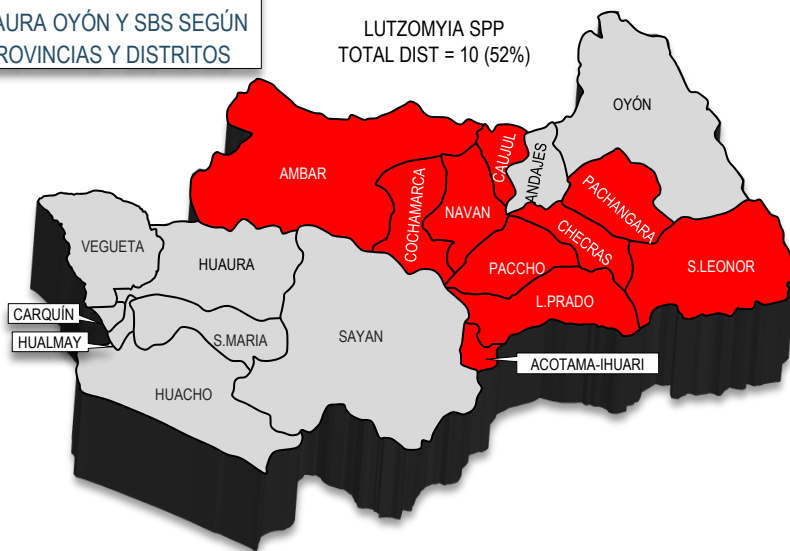 AURA OYÓN Y SBS SEGÚN
ROVINCIAS Y DISTRITOS
LUTZOMYIA SPP
TOTAL DIST = 10 (52%)
OYÓN
CAUJUL
ANDAJES
AMBAR
COCHAMARCA
NAVAN
PACHANGARA
CHECRAS
VEGUETA
HUAURA
PACCHO
S.LEONOR
L.PRADO
CARQUÍN
HUALMAY
S.MARIA
SAYAN
ACOTAMA-IHUARI
HUACHO